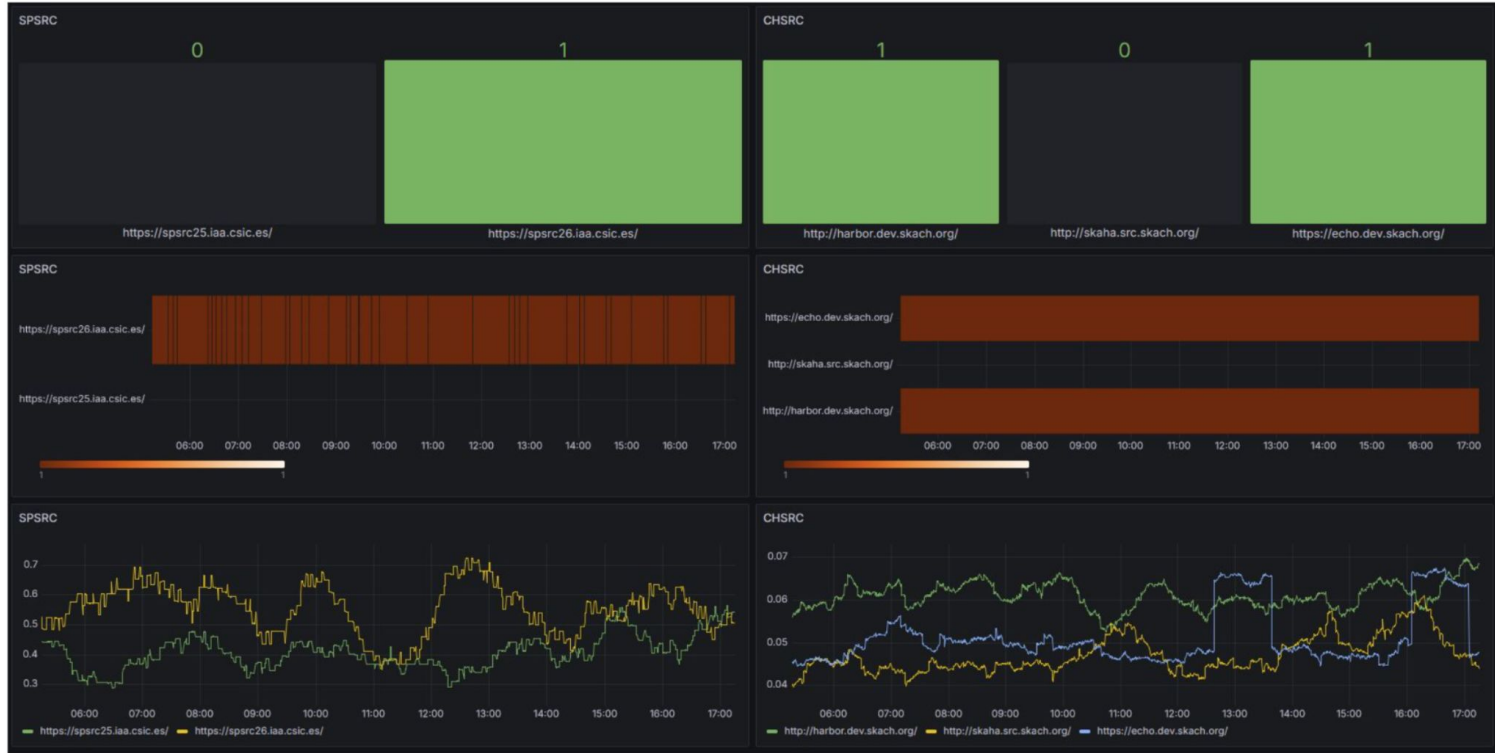 SPSRC
0 1
https://spsrc25.iaa.csic.es/ https://spsrc26.iaa.csic.es/
CHSRC
1 0 1
http://harbor.dev.skach.org/ http://skaha.src.skach.org/ https://echo.dev.skach.org/
SPSRC
https://spsrc26.iaa.csic.es/
https://spsrc25.iaa.csic.es/
06:00 07:00 08:00 09:00 10:00 11:00 12:00 13:00 14:00 15:00 16:00 17:00
1 1
CHSRC
https://echo.dev.skach.org/
http://skaha.src.skach.org/
http://harbor.dev.skach.org/
06:00 07:00 08:00 09:00 10:00 11:00 12:00 13:00 14:00 15:00 16:00 17:00
1 1
SPSRC
0.7
0.6
0.5
0.4
0.3
06:00 07:00 08:00 09:00 10:00 11:00 12:00 13:00 14:00 15:00 16:00 17:00
https://spsrc25.iaa.csic.es/ https://spsrc26.iaa.csic.es/
CHSRC
0.07
0.06
0.05
0.04
06:00 07:00 08:00 09:00 10:00 11:00 12:00 13:00 14:00 15:00 16:00 17:00
http://harbor.dev.skach.org/ http://skaha.src.skach.org/ https://echo.dev.skach.org/